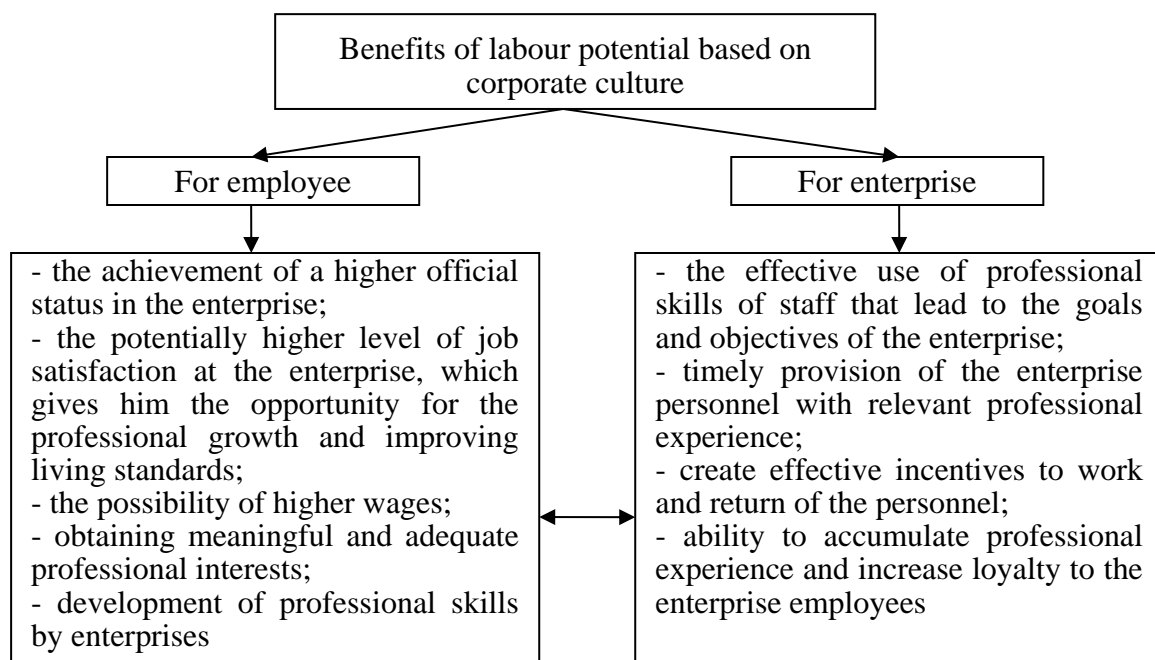 Benefits of labour potential based on
corporate culture
For employee
For enterprise
- the achievement of a higher official
status in the enterprise;
- the potentially higher level of job
satisfaction at the enterprise, which
gives him the opportunity for the
professional growth and improving
living standards;
- the possibility of higher wages;
- obtaining meaningful and adequate
professional interests;
- development of professional skills
by enterprises
- the effective use of professional
skills of staff that lead to the goals
and objectives of the enterprise;
- timely provision of the enterprise
personnel with relevant professional
experience;
- create effective incentives to work
and return of the personnel;
- ability to accumulate professional
experience and increase loyalty to the
enterprise employees